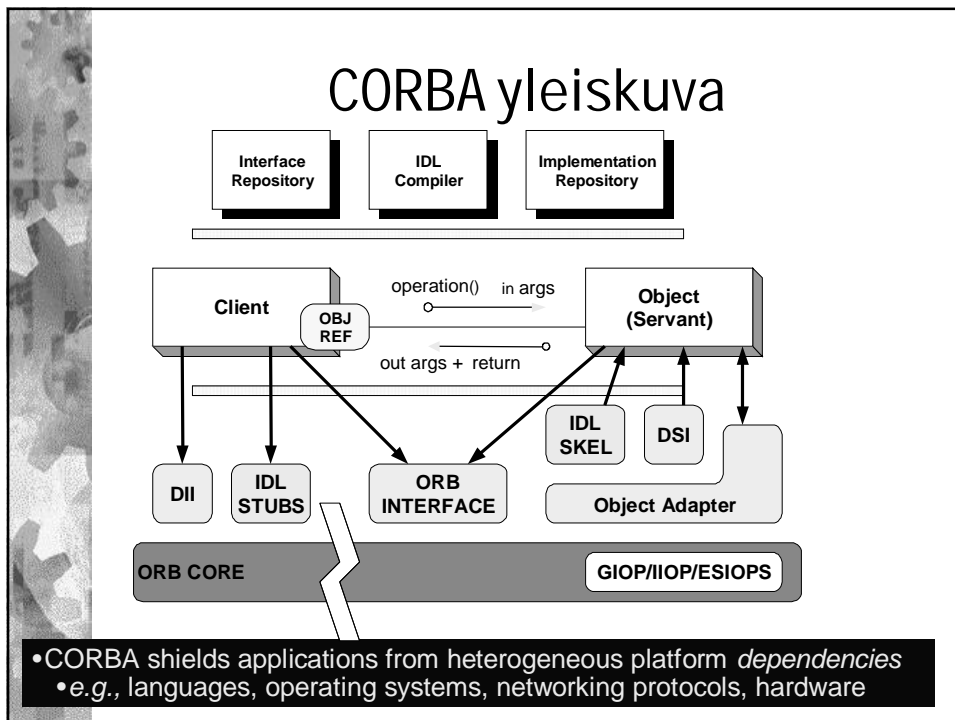 CORBA yleiskuva
Interface
Repository
IDL
Compiler
Implementation
Repository
Client
OBJ
REF
operation()
in args
out args + return
Object
(Servant)
DII
IDL
STUBS
ORB
INTERFACE
IDL
SKEL
DSI
Object Adapter
ORB CORE
GIOP/IIOP/ESIOPS
•CORBA shields applications from heterogeneous platform dependencies
•e.g., languages, operating systems, networking protocols, hardware